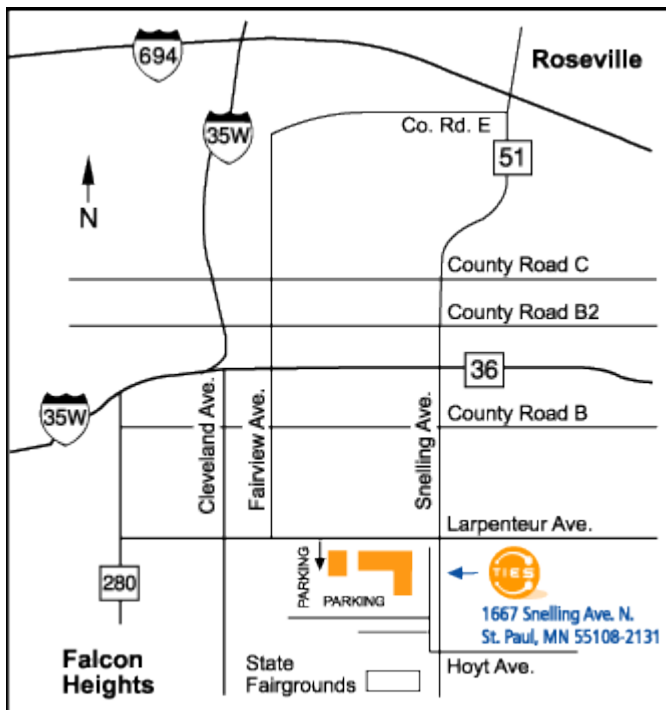 694
Roseville
35W
Co. Rd. E
51
N
County Road C
County Road B2
36
35W
County Road B
Cleveland Ave.
Fairview Ave.
Snelling Ave.
Larpenteur Ave.
PARKING
TIES
280
PARKING
1667 Snelling Ave. N.
St. Paul, MN 55108-2131
Falcon
Heights
State
Fairgrounds
Hoyt Ave.